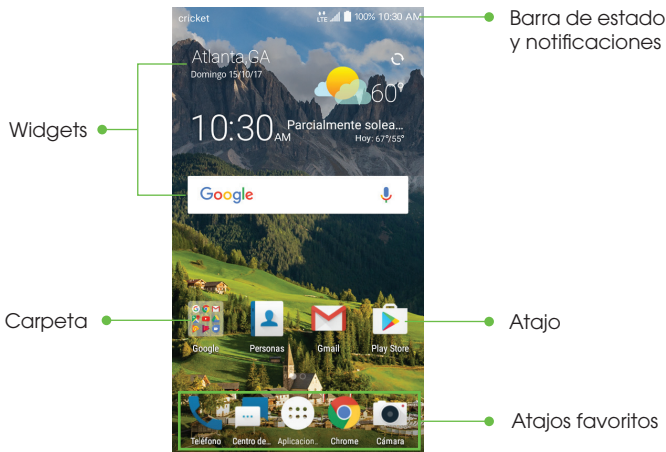 cricket
LTE 100% 10:30 AM
Barra de estado
y notificaciones
Atlanta,GA
Domingo 15/10/17
60°
10:30 AM
Parcialmente solea...
Hoy: 67°/55°
Widgets
Google
Carpeta
Google
Personas
Gmail
Play Store
Atajo
Teléfono
Centro de..
Aplicacion..
Chrome
Cámara
Atajos favoritos